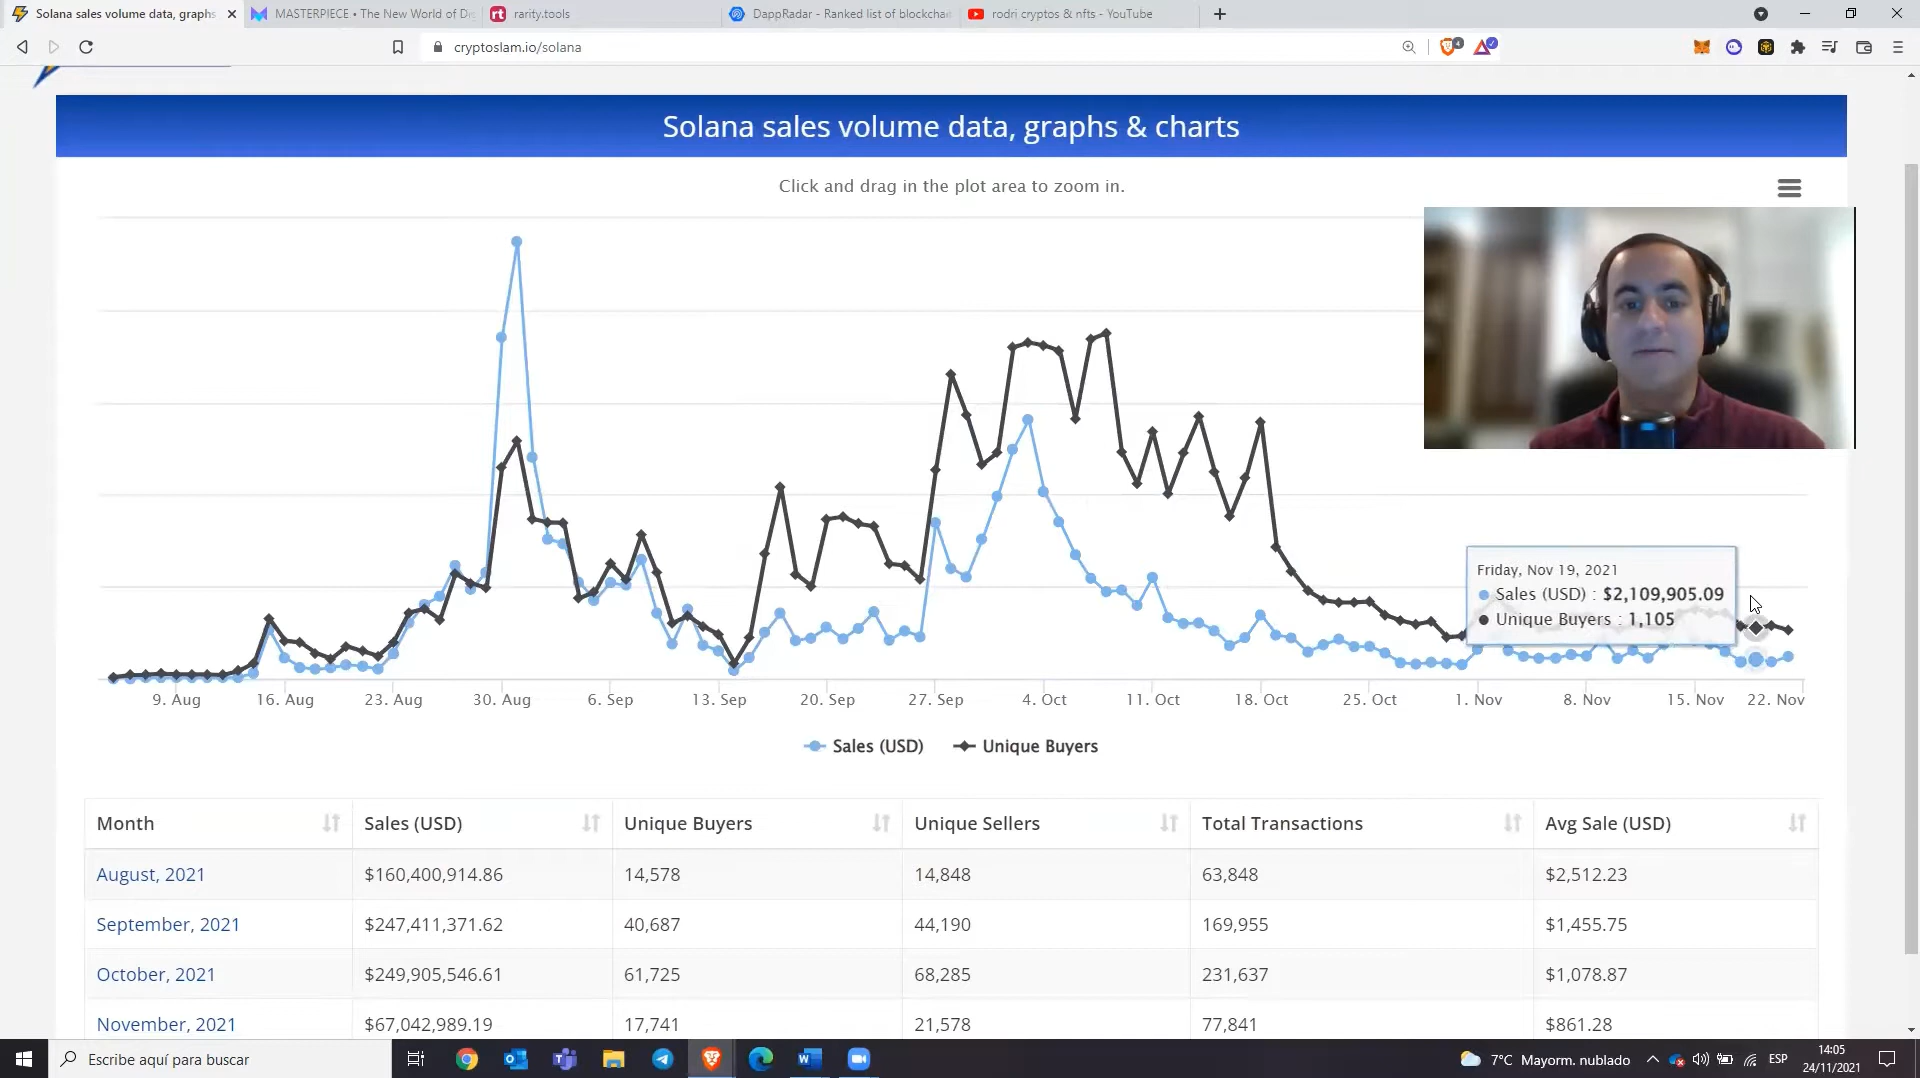 Solana sales volume data, graphs
MASTERPIECE • The New World of Di
rarity.tools
DappRadar - Ranked list of blockchai
rodri cryptos & nfts - YouTube
cryptoslam.io/solana
4
Solana sales volume data, graphs & charts
Click and drag in the plot area to zoom in.
Friday, Nov 19, 2021
Sales (USD) : $2,109,905.09
Unique Buyers : 1,105
9. Aug 16. Aug 23. Aug 30. Aug 6. Sep 13. Sep 20. Sep 27. Sep 4. Oct 11. Oct 18. Oct 25. Oct 1. Nov 8. Nov 15. Nov 22. Nov
Sales (USD) Unique Buyers
Month Sales (USD) Unique Buyers Unique Sellers Total Transactions Avg Sale (USD)
August, 2021 $160,400,914.86 14,578 14,848 63,848 $2,512.23
September, 2021 $247,411,371.62 40,687 44,190 169,955 $1,455.75
October, 2021 $249,905,546.61 61,725 68,285 231,637 $1,078.87
November, 2021 $67,042,989.19 17,741 21,578 77,841 $861.28
Escribe aquí para buscar
7°C Mayorm. nublado
ESP
14:05
24/11/2021